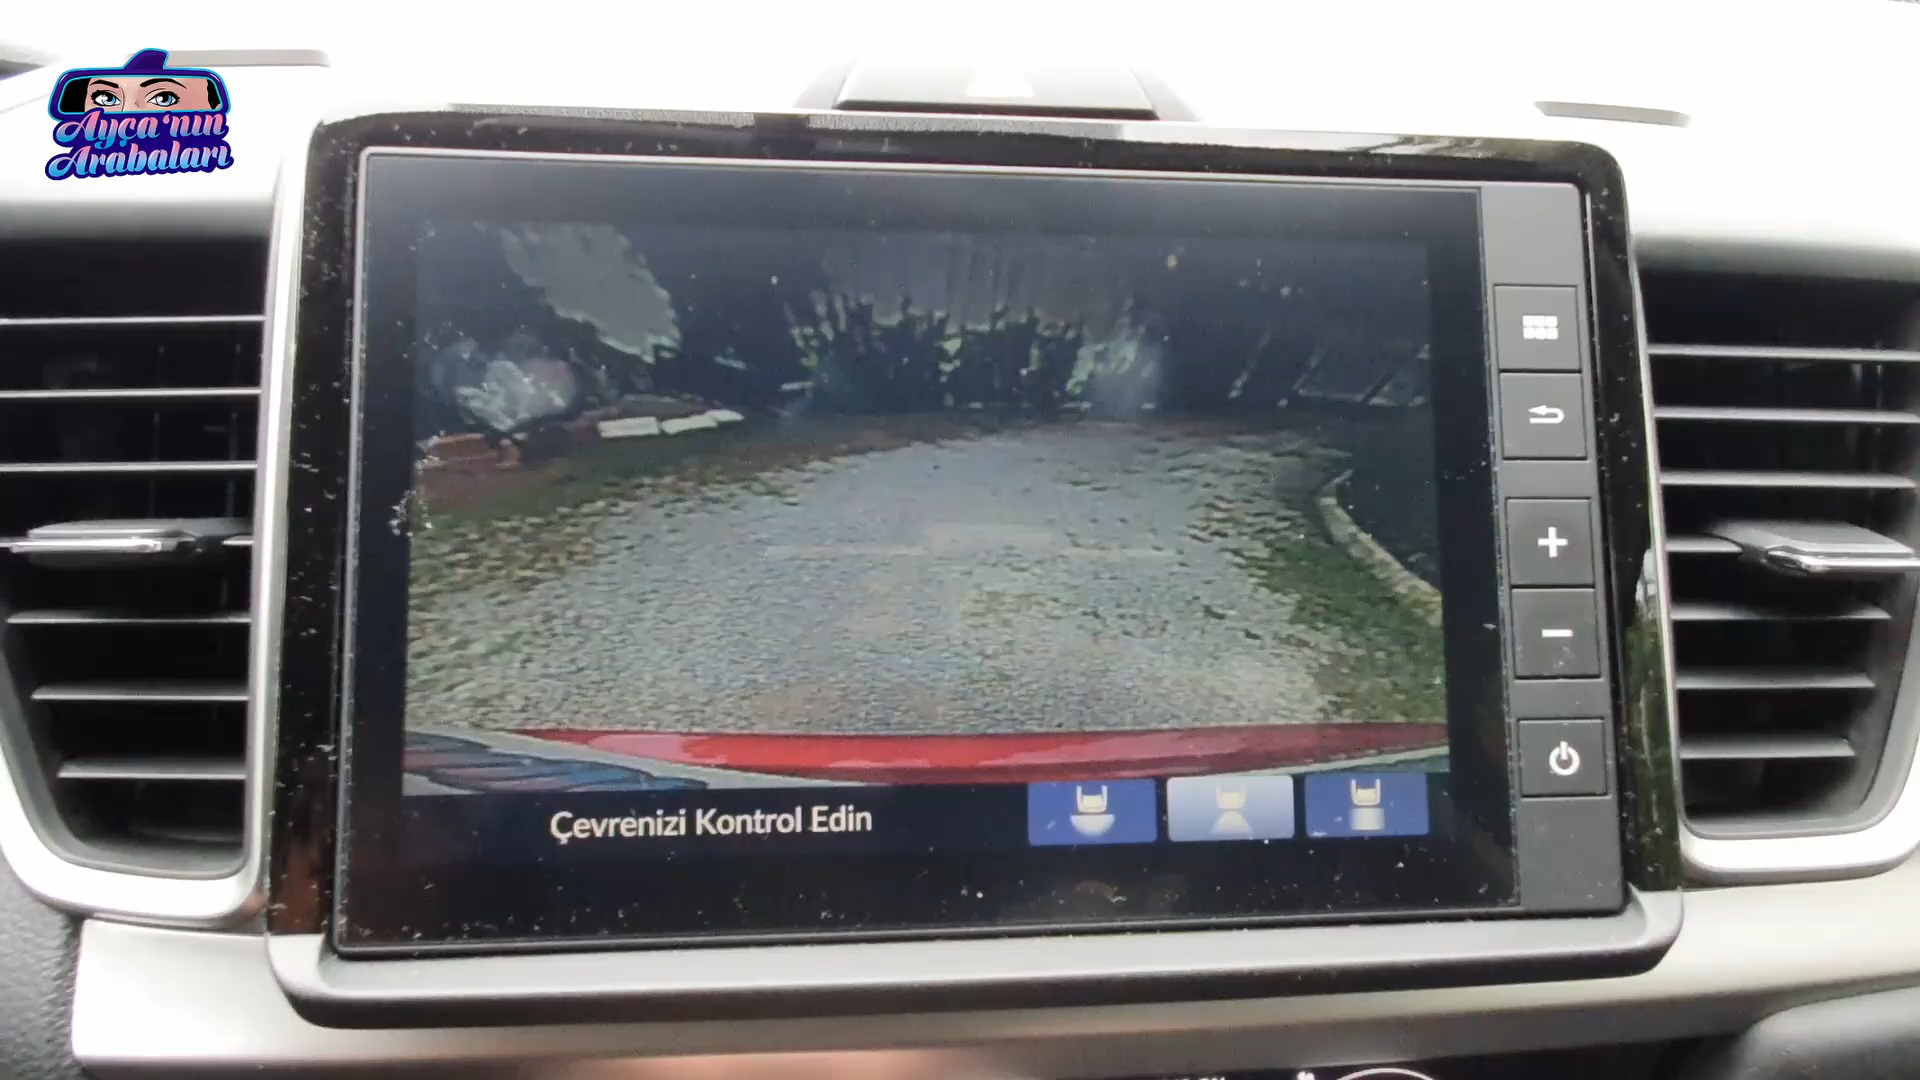 Ayça'nın
Arabaları
Çevrenizi Kontrol Edin